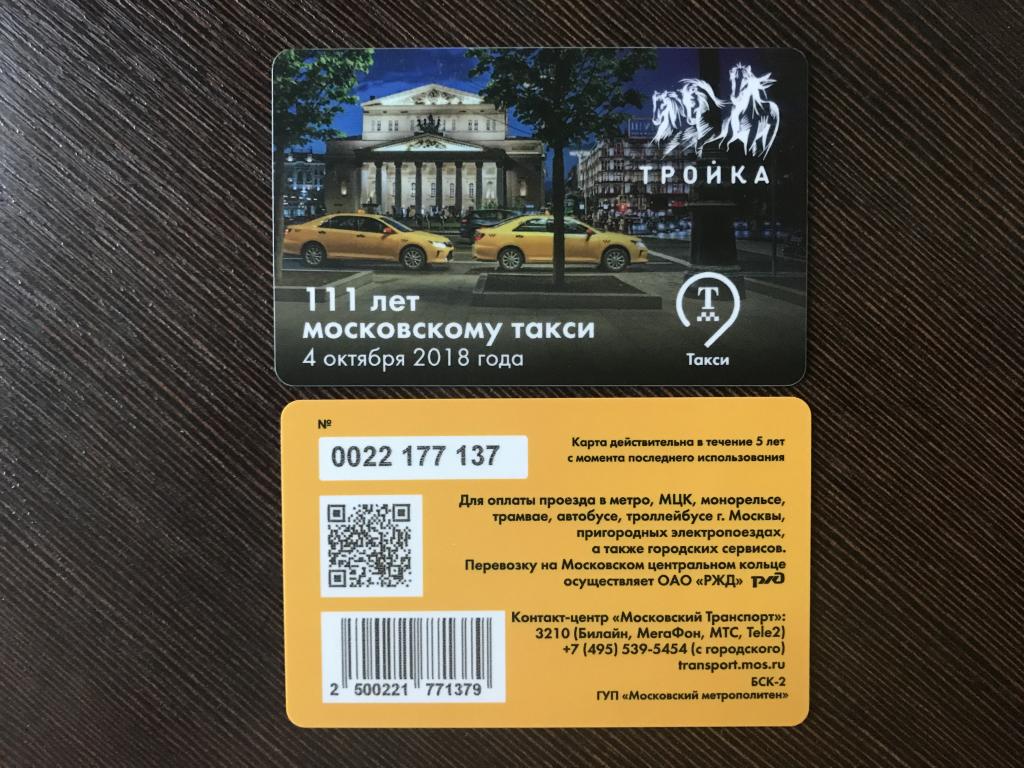 ТРОЙКА
111 лет
московскому такси
4 октября 2018 года
Т
Такси
№
0022 177 137
Карта действительна в течение 5 лет
с момента последнего использования
Для оплаты проезда в метро, МЦК, монорельсе,
трамвае, автобусе, троллейбусе г. Москвы,
пригородных электропоездах,
а также городских сервисов.
Перевозку на Московском центральном кольце
осуществляет ОАО «РЖД» РЖД
Контакт-центр «Московский Транспорт»:
3210 (Билайн, МегаФон, МТС, Tele2)
+7 (495) 539-5454 (с городского)
transport.mos.ru
БСК-2
ГУП «Московский метрополитен»
2 500221 771379